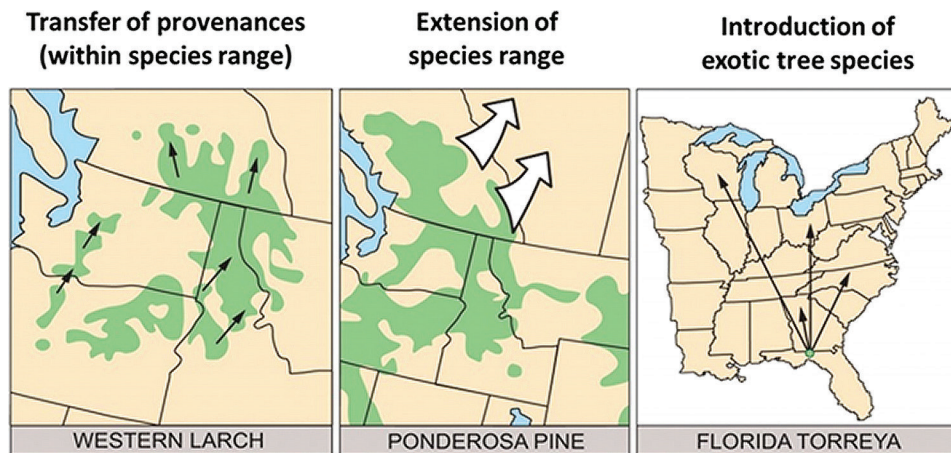 Transfer of provenances
(within species range)
Extension of
species range
Introduction of
exotic tree species
WESTERN LARCH
PONDEROSA PINE
FLORIDA TORREYA